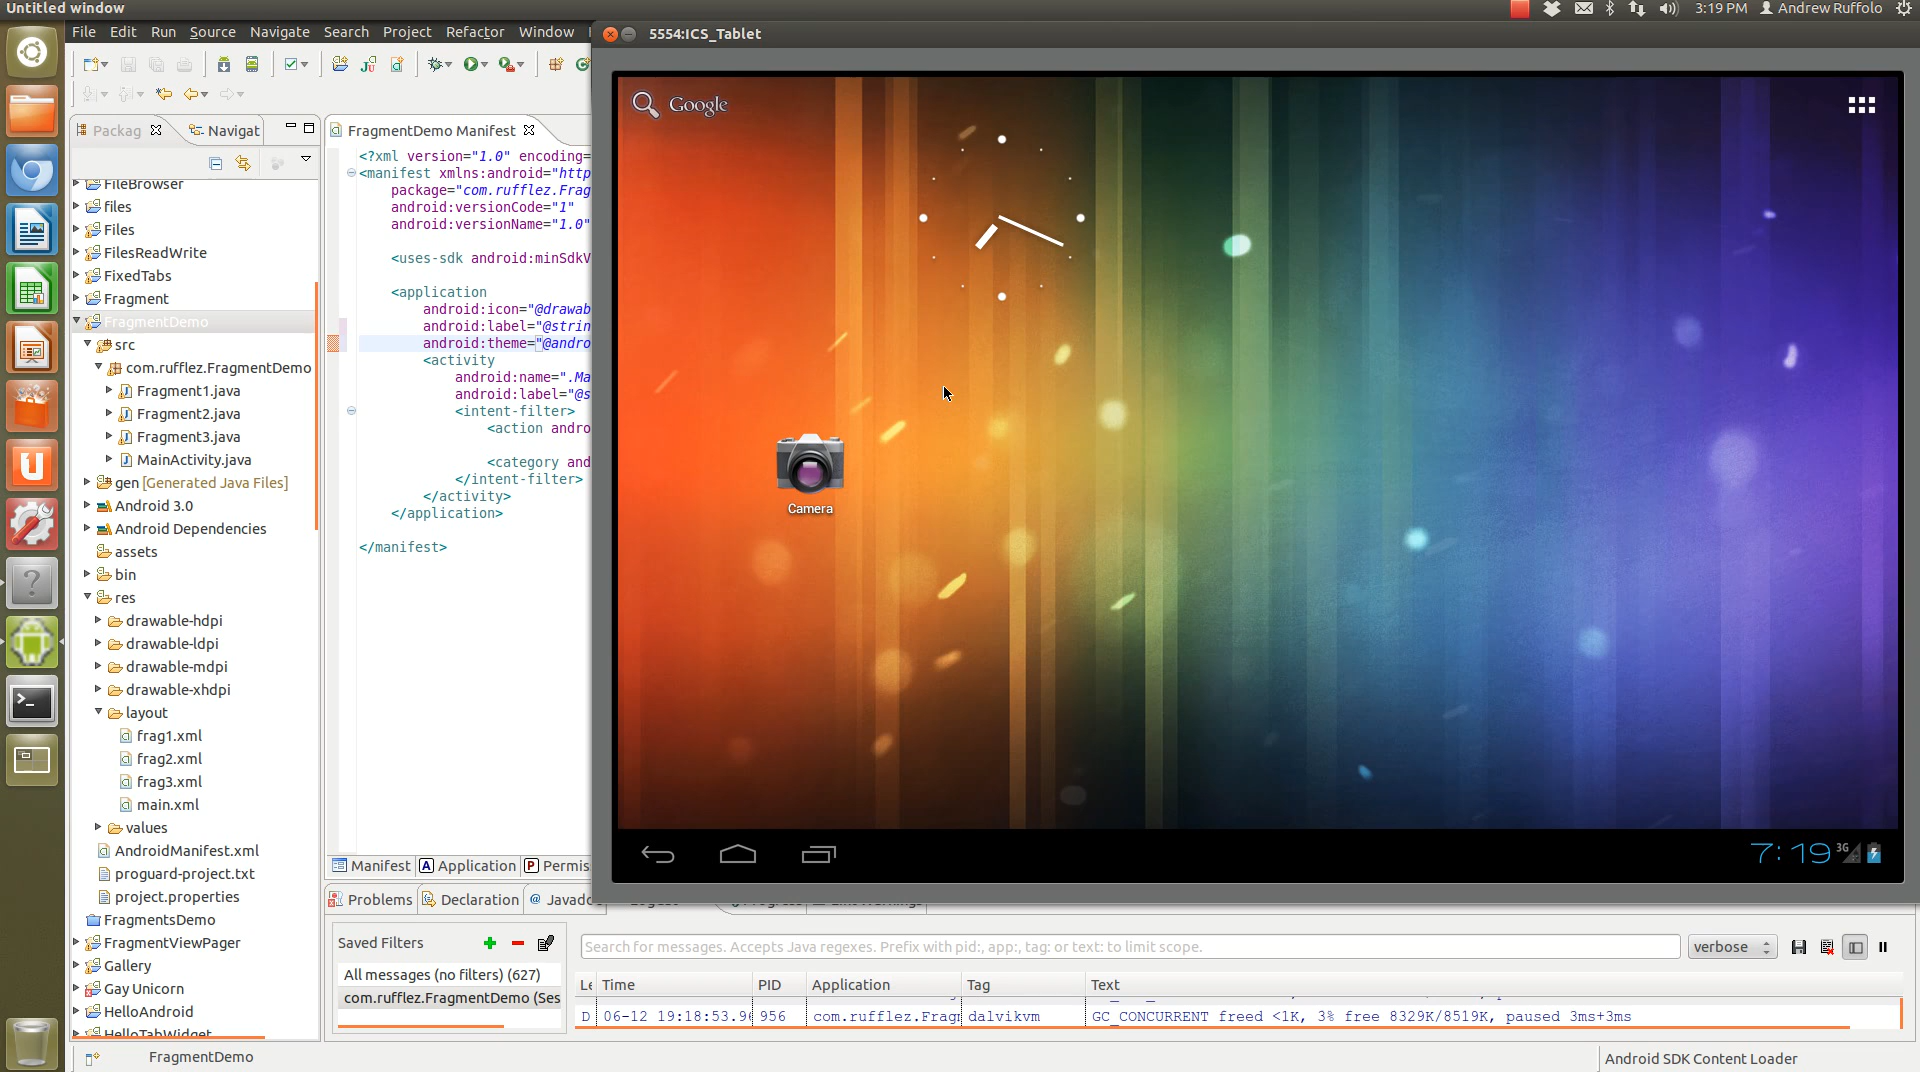 Untitled window
3:19 PM
Andrew Ruffolo
File Edit Run Source Navigate Search Project Refactor Window
5554:ICS_Tablet
Packag
Navigat
FileBrowser
files
Files
FilesReadWrite
FixedTabs
Fragment
FragmentDemo
src
com.rufflez.FragmentDemo
Fragment1.java
Fragment2.java
Fragment3.java
MainActivity.java
gen [Generated Java Files]
Android 3.0
Android Dependencies
assets
bin
res
drawable-hdpi
drawable-ldpi
drawable-mdpi
drawable-xhdpi
layout
frag1.xml
frag2.xml
frag3.xml
main.xml
values
AndroidManifest.xml
proguard-project.txt
project.properties
FragmentsDemo
FragmentViewPager
Gallery
Gay Unicorn
HelloAndroid
HelloTabWidget
FragmentDemo Manifest
<?xml version="1.0" encoding=
<manifest xmlns:android="http
package="com.rufflez.Frag
android:versionCode="1"
android:versionName="1.0"
<uses-sdk android:minSdkV
<application
android:icon="@drawab
android:label="@strin
android:theme="@andro
<activity
android:name=".Ma
android:label="@s
<intent-filter>
<action andro
<category and
</intent-filter>
</activity>
</application>
</manifest>
Manifest
Application
Permis
Google
Camera
7:19
3G
Problems
Declaration
Javado
Saved Filters
All messages (no filters) (627)
com.rufflez.FragmentDemo (Ses
Search for messages. Accepts Java regexes. Prefix with pid:, app:, tag: or text: to limit scope.
verbose
Le Time PID Application Tag Text
D 06-12 19:18:53.96 956 com.rufflez.Fragm dalvikvm GC_CONCURRENT freed <1K, 3% free 8329K/8519K, paused 3ms+3ms
FragmentDemo
Android SDK Content Loader